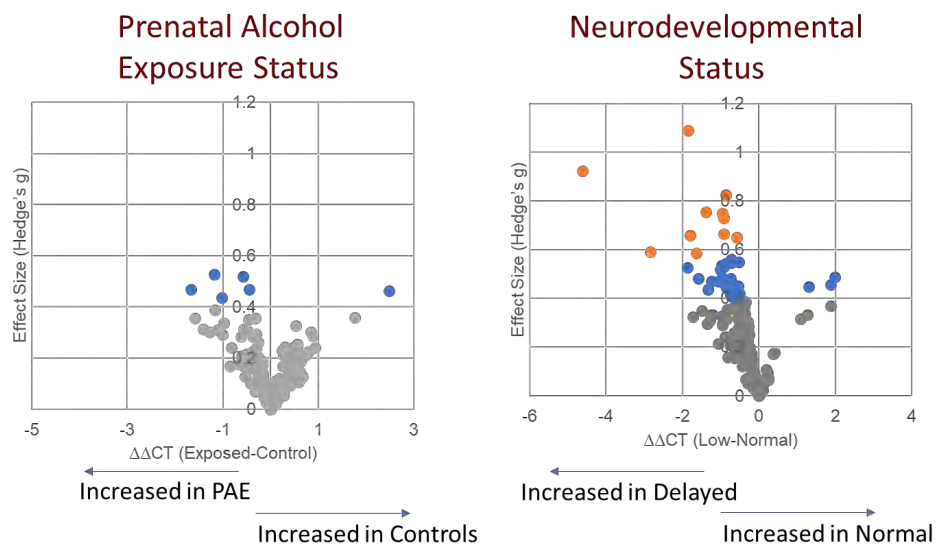 Prenatal Alcohol
Exposure Status
Effect Size (Hedge's g)
1.2
1
0.8
0.6
0.4
0.2
0
-5
-3
-1
1
3
ΔΔCT (Exposed-Control)
Increased in PAE
Increased in Controls
Neurodevelopmental
Status
Effect Size (Hedge's g)
1.2
1
0.8
0.6
0.4
0
-6
-4
-2
0
2
4
ΔΔCT (Low-Normal)
Increased in Delayed
Increased in Normal